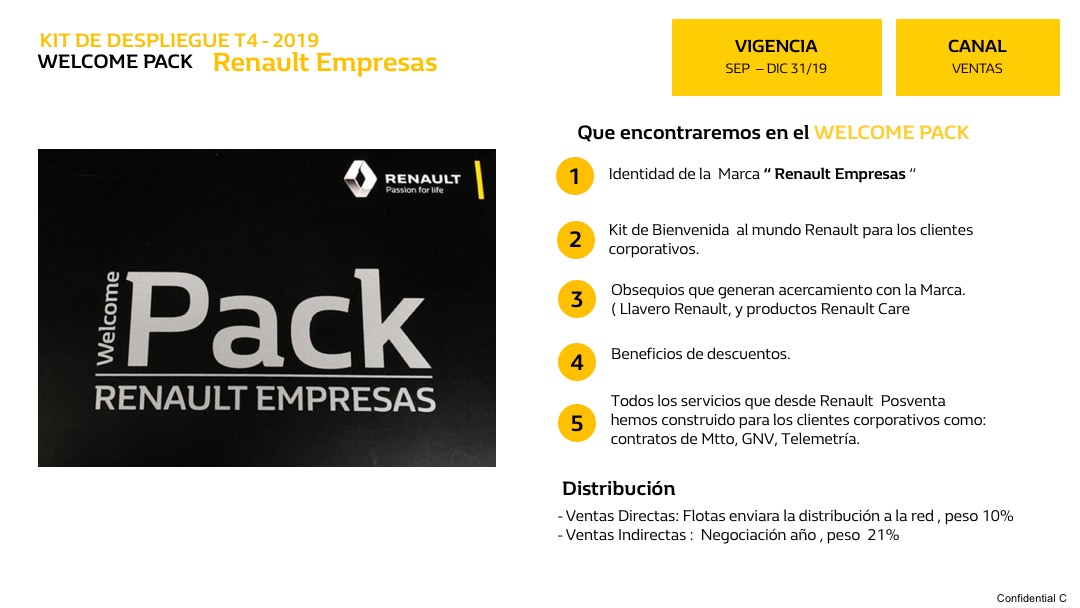 KIT DE DESPLIEGUE T4 - 2019
WELCOME PACK Renault Empresas
VIGENCIA
SEP – DIC 31/19
CANAL
VENTAS
RENAULT
Passion for life
Welcome Pack
RENAULT EMPRESAS
Que encontraremos en el WELCOME PACK
1 Identidad de la Marca “ Renault Empresas “
2 Kit de Bienvenida al mundo Renault para los clientes
corporativos.
3 Obsequios que generan acercamiento con la Marca.
( Llavero Renault, y productos Renault Care
4 Beneficios de descuentos.
5 Todos los servicios que desde Renault Posventa
hemos construido para los clientes corporativos como:
contratos de Mtto, GNV, Telemetría.
Distribución
- Ventas Directas: Flotas enviara la distribución a la red , peso 10%
- Ventas Indirectas : Negociación año , peso 21%
Confidential C